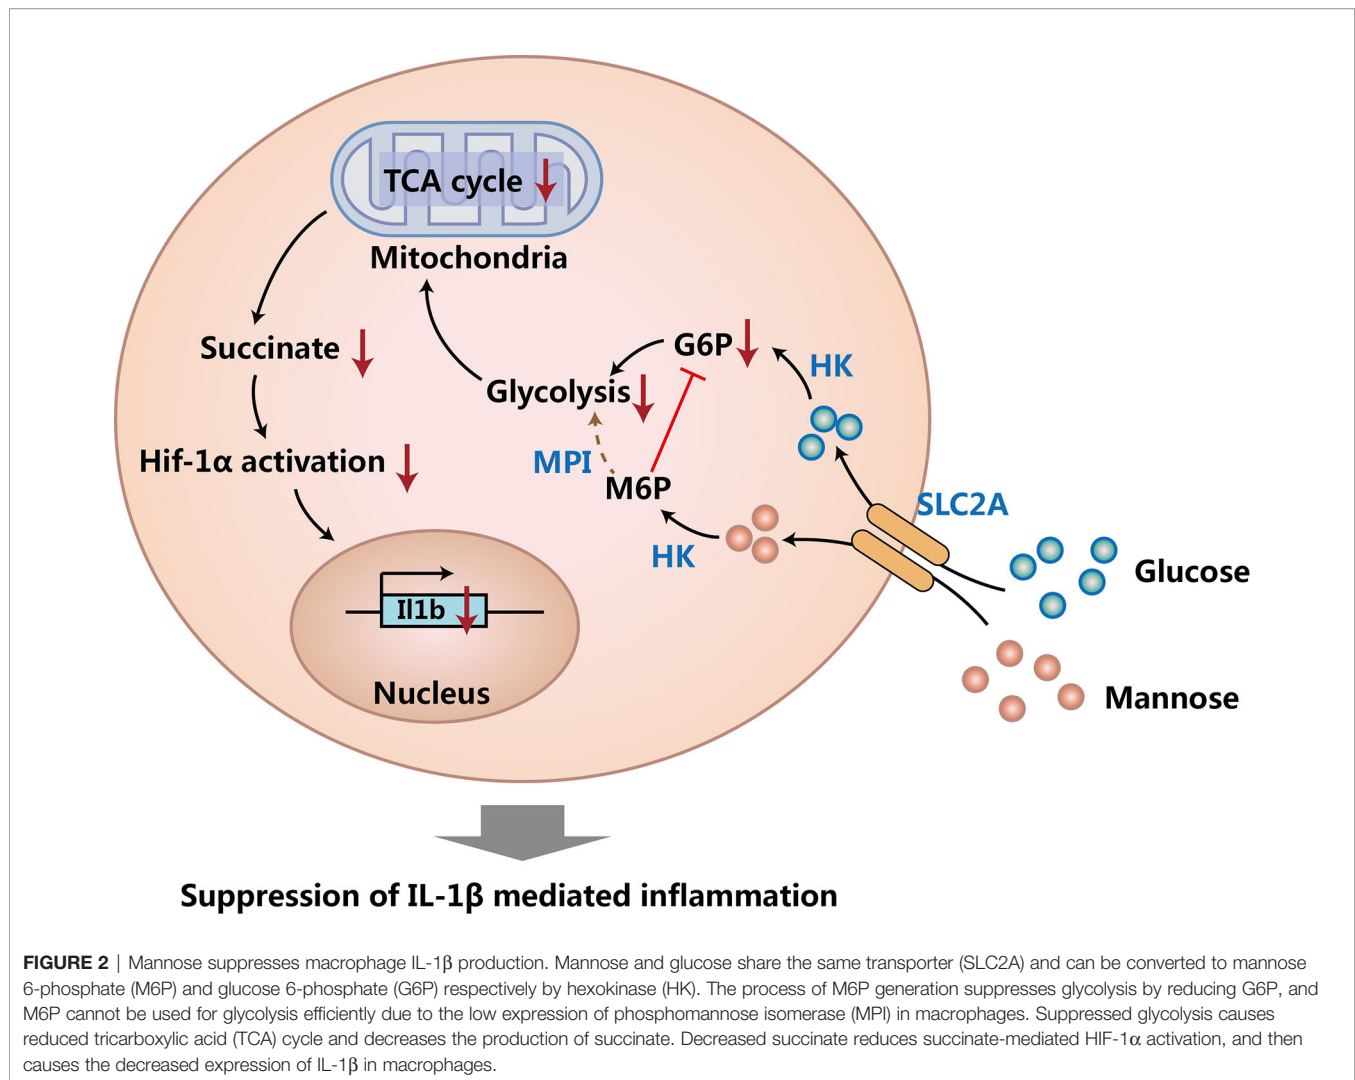 TCA cycle
Mitochondria
Succinate
G6P
HK
Glycolysis
Hif-1α activation
MPI
M6P
SLC2A
HK
Glucose
Il1b
Nucleus
Mannose
Suppression of IL-1β mediated inflammation
FIGURE 2 | Mannose suppresses macrophage IL-1β production. Mannose and glucose share the same transporter (SLC2A) and can be converted to mannose
6-phosphate (M6P) and glucose 6-phosphate (G6P) respectively by hexokinase (HK). The process of M6P generation suppresses glycolysis by reducing G6P, and
M6P cannot be used for glycolysis efficiently due to the low expression of phosphomannose isomerase (MPI) in macrophages. Suppressed glycolysis causes
reduced tricarboxylic acid (TCA) cycle and decreases the production of succinate. Decreased succinate reduces succinate-mediated HIF-1α activation, and then
causes the decreased expression of IL-1β in macrophages.